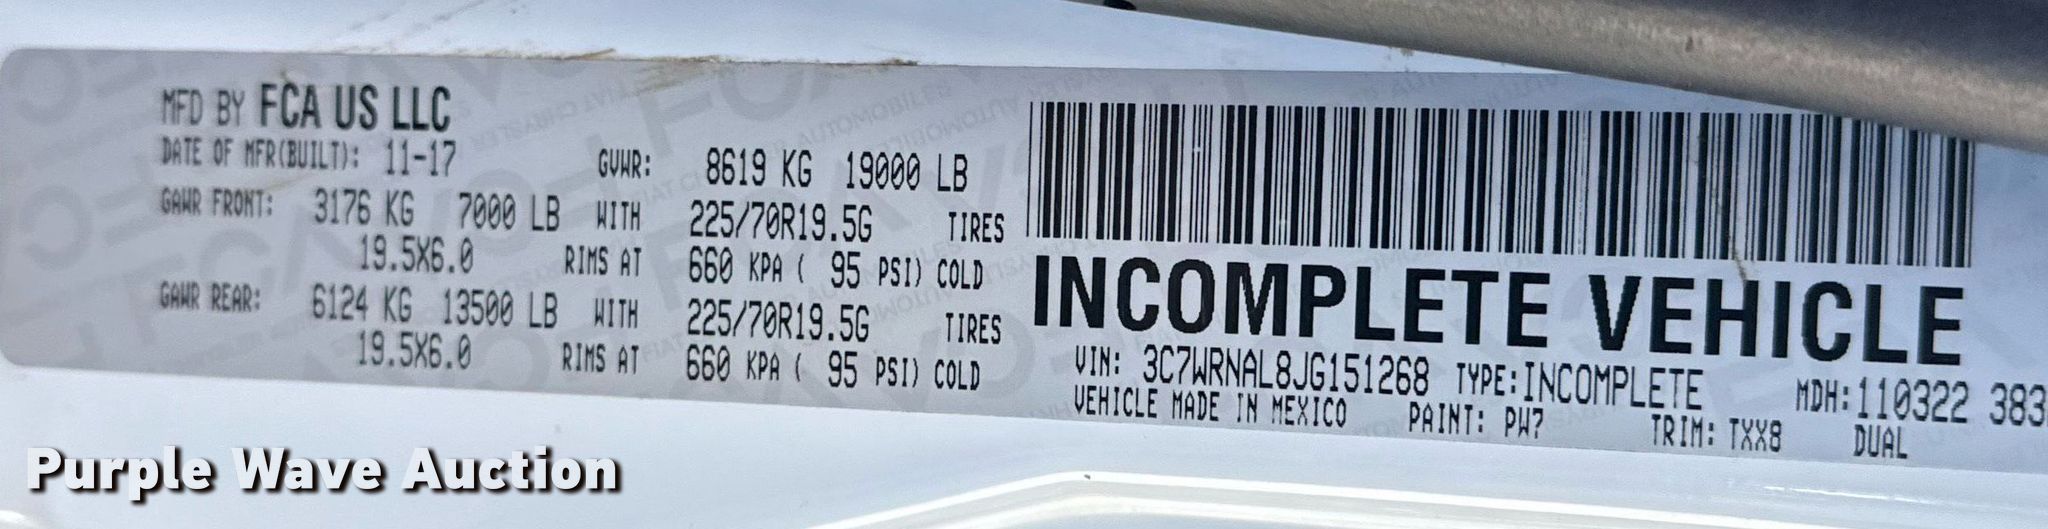 MFD BY FCA US LLC
DATE OF MFR(BUILT): 11-17 GVWR: 8619 KG 19000 LB
GAWR FRONT: 3176 KG 7000 LB WITH 225/70R19.5G TIRES
19.5X6.0 RIMS AT 660 KPA ( 95 PSI) COLD
GAWR REAR: 6124 KG 13500 LB WITH 225/70R19.5G TIRES
19.5X6.0 RIMS AT 660 KPA ( 95 PSI) COLD
INCOMPLETE VEHICLE
VIN: 3C7WRNAL8JG151268 TYPE:INCOMPLETE MDH:110322 383
VEHICLE MADE IN MEXICO PAINT: PW7 TRIM: TXX8 DUAL
Purple Wave Auction